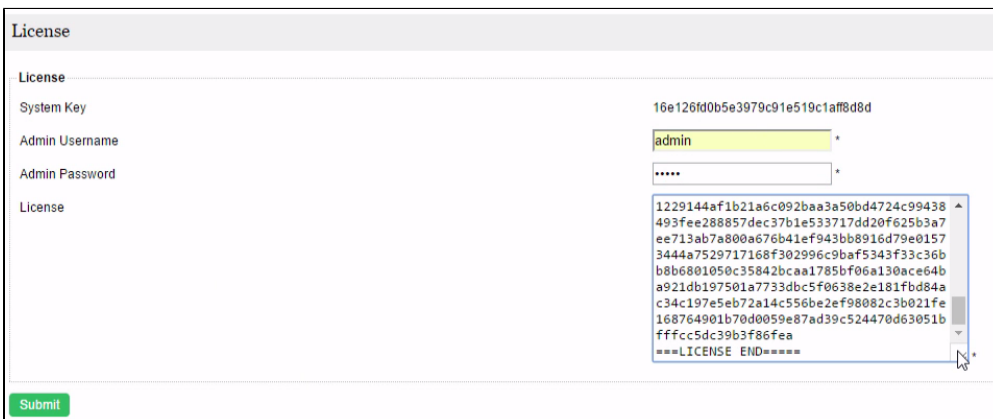 License
License
System Key 16e126fd0b5e3979c91e519c1aff8d8d
Admin Username admin *
Admin Password ••••• *
License
1229144af1b21a6c092baa3a50bd4724c99438
493fee288857dec37b1e533717dd20f625b3a7
ee713ab7a800a676b41ef943bb8916d79e0157
3444a7529717168f302996c9baf5343f33c36b
b8b6801050c35842bcaa1785bf06a130ace64b
a921db197501a7733dbc5f0638e2e181fbd84a
c34c197e5eb72a14c556be2ef98082c3b021fe
168764901b70d0059e87ad39c524470d63051b
fffcc5dc39b3f86fea
===LICENSE END===== *
Submit